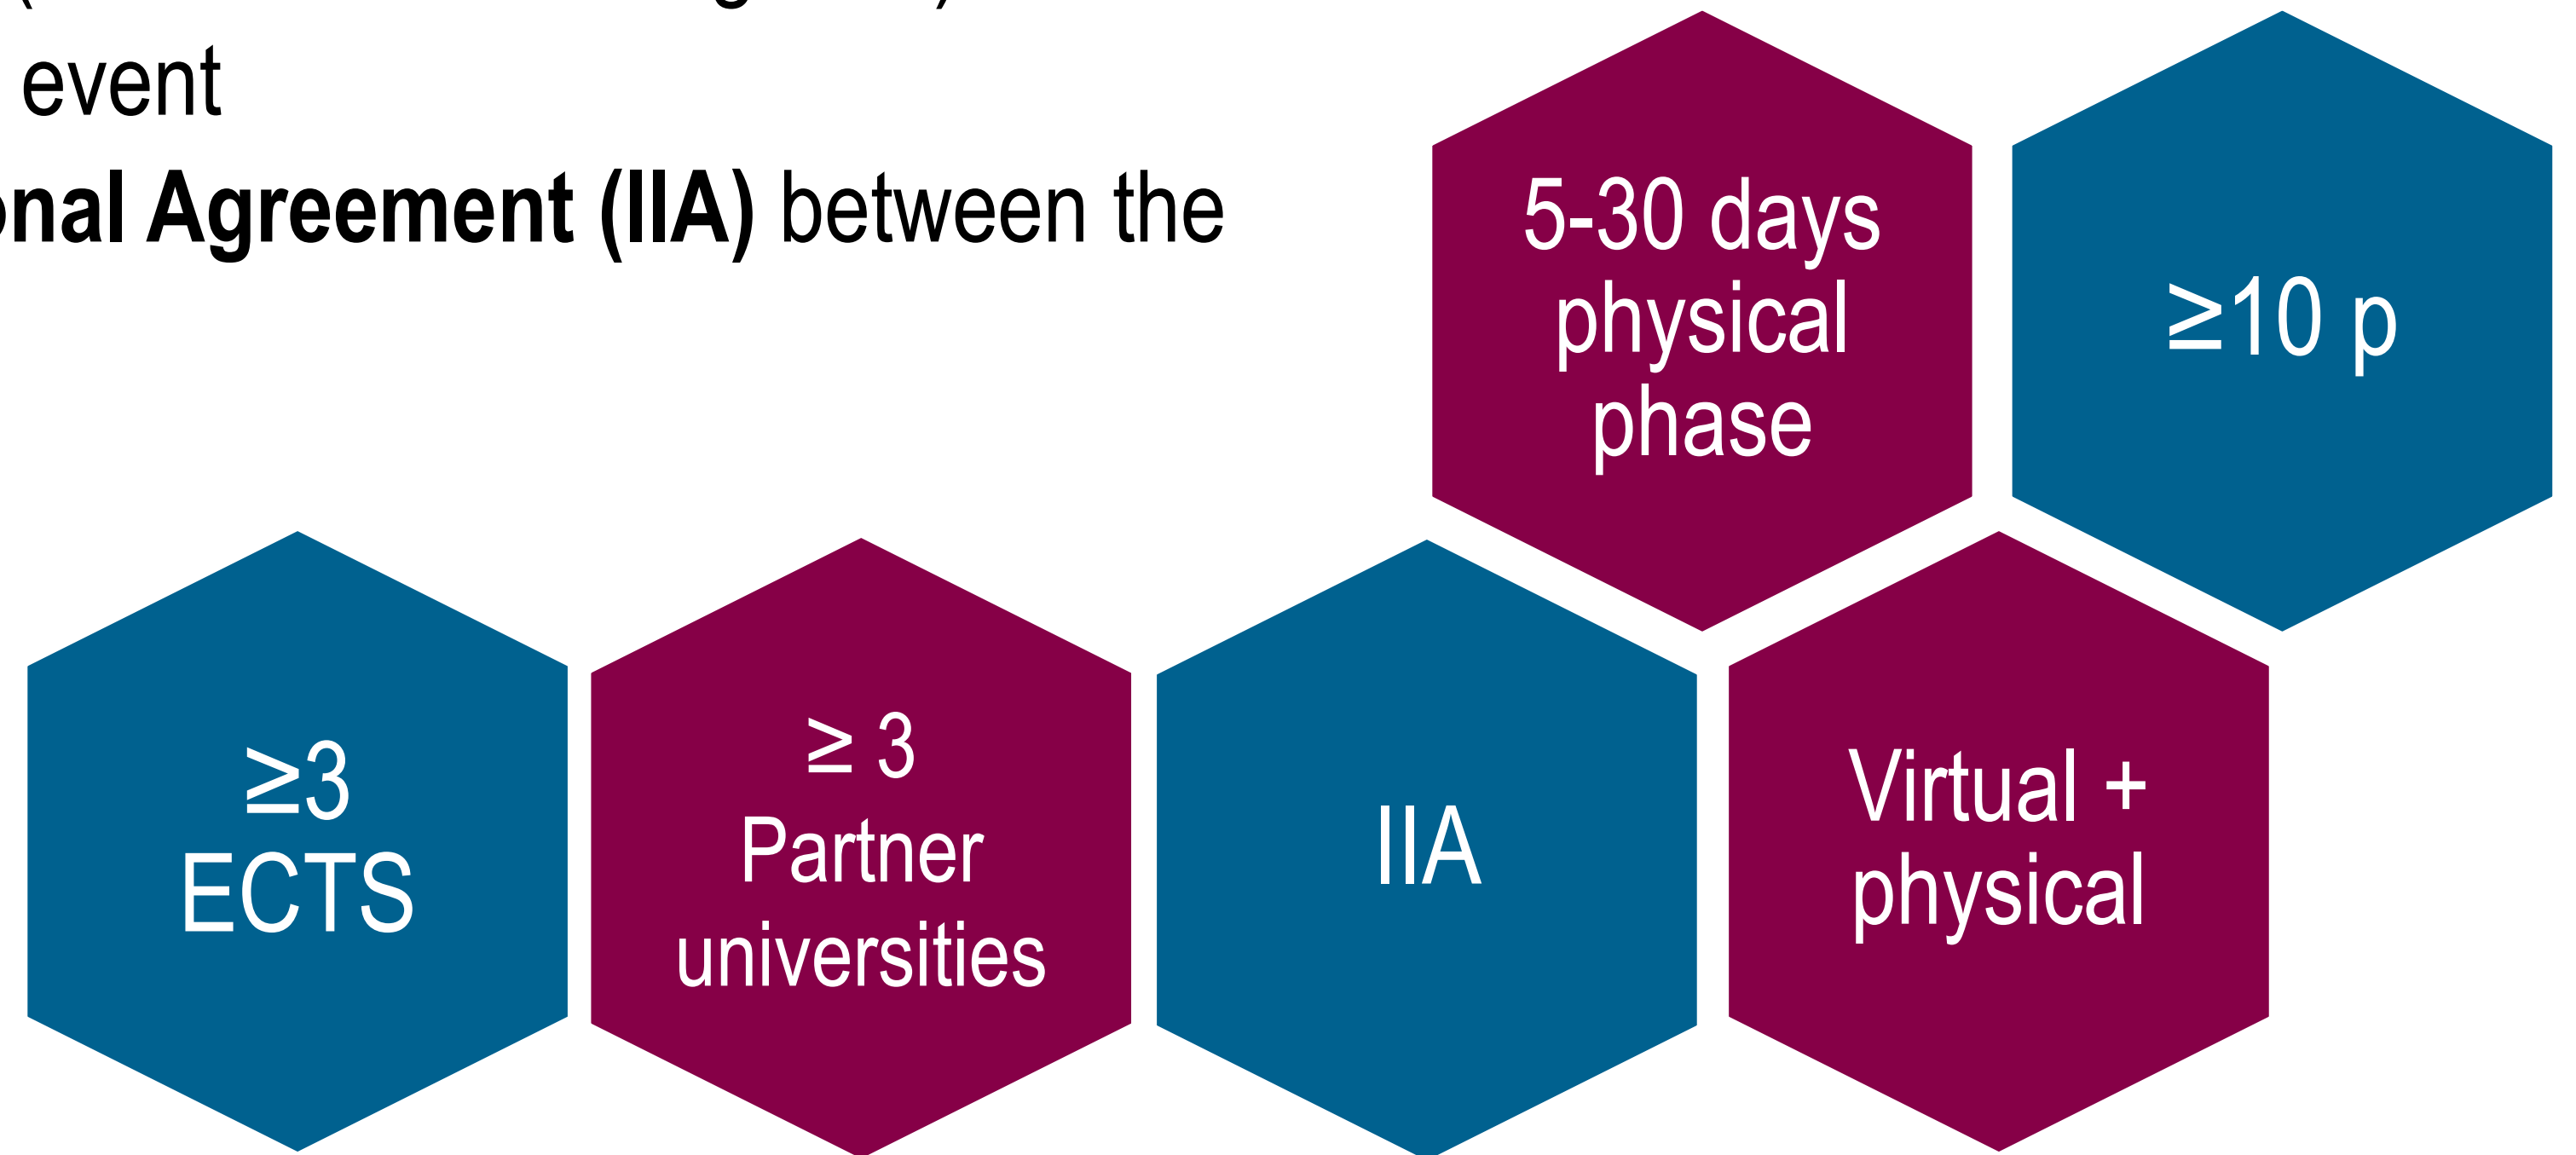 event
onal Agreement (IIA) between the
5-30 days
physical
phase
≥10 p
≥3
ECTS
≥ 3
Partner
universities
IIA
Virtual +
physical